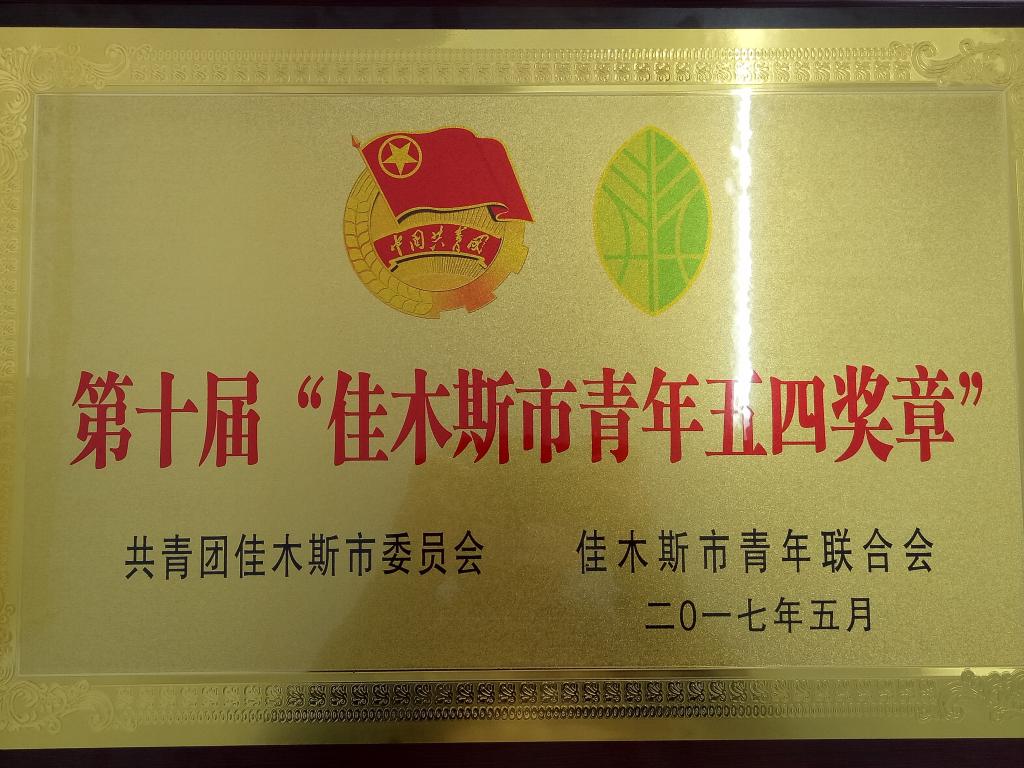 中国共青团
第十届“佳木斯市青年五四奖章”
共青团佳木斯市委员会
佳木斯市青年联合会
二〇一七年五月